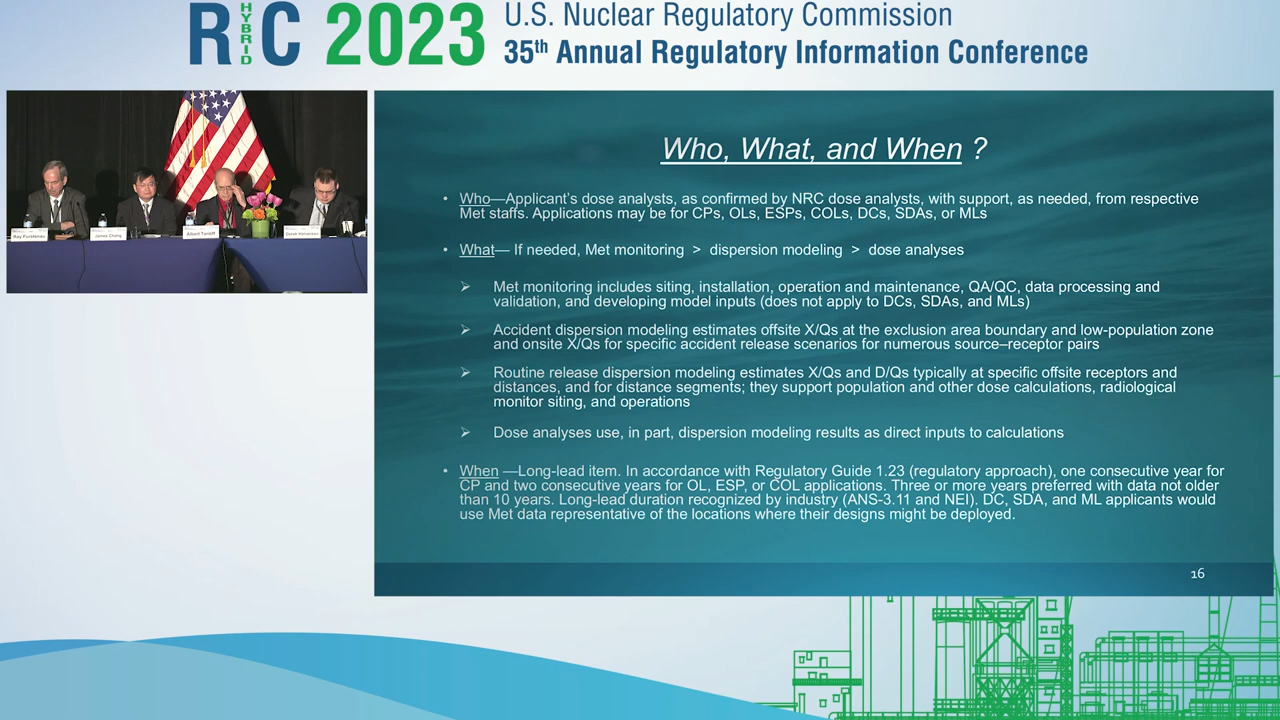 RIC 2023
HYBRID
U.S. Nuclear Regulatory Commission
35th Annual Regulatory Information Conference
Ray Furstenau
James Chang
Albert Tardiff
Derek Halverson
Who, What, and When ?
• Who—Applicant's dose analysts, as confirmed by NRC dose analysts, with support, as needed, from respective
Met staffs. Applications may be for CPs, OLs, ESPs, COLs, DCs, SDAs, or MLs
• What— If needed, Met monitoring > dispersion modeling > dose analyses
➢ Met monitoring includes siting, installation, operation and maintenance, QA/QC, data processing and
validation, and developing model inputs (does not apply to DCs, SDAs, and MLs)
➢ Accident dispersion modeling estimates offsite X/Qs at the exclusion area boundary and low-population zone
and onsite X/Qs for specific accident release scenarios for numerous source–receptor pairs
➢ Routine release dispersion modeling estimates X/Qs and D/Qs typically at specific offsite receptors and
distances, and for distance segments; they support population and other dose calculations, radiological
monitor siting, and operations
➢ Dose analyses use, in part, dispersion modeling results as direct inputs to calculations
• When —Long-lead item. In accordance with Regulatory Guide 1.23 (regulatory approach), one consecutive year for
CP and two consecutive years for OL, ESP, or COL applications. Three or more years preferred with data not older
than 10 years. Long-lead duration recognized by industry (ANS-3.11 and NEI). DC, SDA, and ML applicants would
use Met data representative of the locations where their designs might be deployed.
16